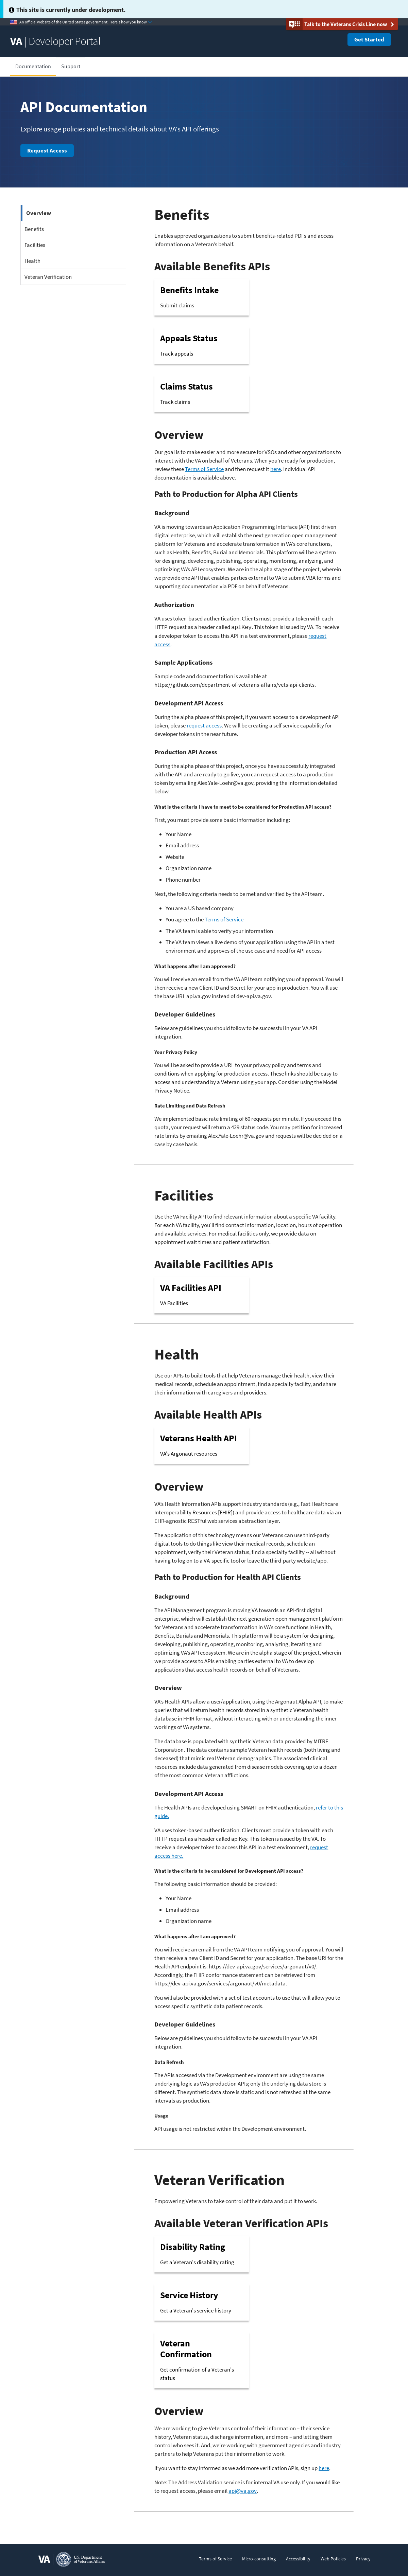 This site is currently under development.
An official website of the United States government. Here's how you know
Talk to the Veterans Crisis Line now
VA | Developer Portal
Get Started
Documentation
Support
API Documentation
Explore usage policies and technical details about VA's API offerings
Request Access
Overview
Benefits
Facilities
Health
Veteran Verification
Benefits
Enables approved organizations to submit benefits-related PDFs and access
information on a Veteran's behalf.
Available Benefits APIs
Benefits Intake
Submit claims
Appeals Status
Track appeals
Claims Status
Track claims
Overview
Our goal is to make easier and more secure for VSOs and other organizations to
interact with the VA on behalf of Veterans. When you're ready for production,
review these Terms of Service and then request it here. Individual API
documentation is available above.
Path to Production for Alpha API Clients
Background
VA is moving towards an Application Programming Interface (API) first driven
digital enterprise, which will establish the next generation open management
platform for Veterans and accelerate transformation in VA's core functions,
such as Health, Benefits, Burial and Memorials. This platform will be a system
for designing, developing, publishing, operating, monitoring, analyzing,
optimizing VA's API ecosystem. We are in the alpha stage of the project, wherein
we provide one API that enables parties external to VA to submit VBA forms and
supporting documentation via PDF on behalf of Veterans.
Authorization
VA uses token-based authentication. Clients must provide a token with each
HTTP request as a header called apiKey. This token is issued by VA. To receive
a developer token to access this API in a test environment, please request
access.
Sample Applications
Sample code and documentation is available at
https://github.com/department-of-veterans-affairs/vets-api-clients.
Development API Access
During the alpha phase of this project, if you want access to a development API
token, please request access. We will be creating a self service capability for
developer tokens in the near future.
Production API Access
During the alpha phase of this project, once you have successfully integrated
with the API and are ready to go live, you can request access to a production
token by emailing Alex.Yale-Loehr@va.gov, providing the information detailed
below.
What is the criteria I have to meet to be considered for Production API access?
First, you must provide some basic information including:
Your Name
Email address
Website
Organization name
Phone number
Next, the following criteria needs to be met and verified by the API team.
You are a US based company
You agree to the Terms of Service
The VA team is able to verify your information
The VA team views a live demo of your application using the API in a test
environment and approves of the use case and need for API access
What happens after I am approved?
You will receive an email from the VA API team notifying you of approval. You will
then receive a new Client ID and Secret for your app in production. You will use
the base URL api.va.gov instead of dev-api.va.gov.
Developer Guidelines
Below are guidelines you should follow to be successful in your VA API
integration.
Your Privacy Policy
You will be asked to provide a URL to your privacy policy and terms and
conditions when applying for production access. These links should be easy to
access and understand by a Veteran using your app. Consider using the Model
Privacy Notice.
Rate Limiting and Data Refresh
We implemented basic rate limiting of 60 requests per minute. If you exceed this
quota, your request will return a 429 status code. You may petition for increased
rate limits by emailing Alex.Yale-Loehr@va.gov and requests will be decided on a
case by case basis.
Facilities
Use the VA Facility API to find relevant information about a specific VA facility.
For each VA facility, you'll find contact information, location, hours of operation
and available services. For medical facilities only, we provide data on
appointment wait times and patient satisfaction.
Available Facilities APIs
VA Facilities API
VA Facilities
Health
Use our APIs to build tools that help Veterans manage their health, view their
medical records, schedule an appointment, find a specialty facility, and share
their information with caregivers and providers.
Available Health APIs
Veterans Health API
VA's Argonaut resources
Overview
VA's Health Information APIs support industry standards (e.g., Fast Healthcare
Interoperability Resources [FHIR]) and provide access to healthcare data via an
EHR-agnostic RESTful web services abstraction layer.
The application of this technology means our Veterans can use third-party
digital tools to do things like view their medical records, schedule an
appointment, verify their Veteran status, find a specialty facility -- all without
having to log on to a VA-specific tool or leave the third-party website/app.
Path to Production for Health API Clients
Background
The API Management program is moving VA towards an API-first digital
enterprise, which will establish the next generation open management platform
for Veterans and accelerate transformation in VA's core functions in Health,
Benefits, Burials and Memorials. This platform will be a system for designing,
developing, publishing, operating, monitoring, analyzing, iterating and
optimizing VA's API ecosystem. We are in the alpha stage of the project, wherein
we provide access to APIs enabling parties external to VA to develop
applications that access health records on behalf of Veterans.
Overview
VA's Health APIs allow a user/application, using the Argonaut Alpha API, to make
queries that will return health records stored in a synthetic Veteran health
database in FHIR format, without interacting with or understanding the inner
workings of VA systems.
The database is populated with synthetic Veteran data provided by MITRE
Corporation. The data contains sample Veteran health records (both living and
deceased) that mimic real Veteran demographics. The associated clinical
resources include data generated from disease models covering up to a dozen
of the most common Veteran afflictions.
Development API Access
The Health APIs are developed using SMART on FHIR authentication, refer to this
guide.
VA uses token-based authentication. Clients must provide a token with each
HTTP request as a header called apiKey. This token is issued by the VA. To
receive a developer token to access this API in a test environment, request
access here.
What is the criteria to be considered for Development API access?
The following basic information should be provided:
Your Name
Email address
Organization name
What happens after I am approved?
You will receive an email from the VA API team notifying you of approval. You will
then receive a new Client ID and Secret for your application. The base URI for the
Health API endpoint is: https://dev-api.va.gov/services/argonaut/v0/.
Accordingly, the FHIR conformance statement can be retrieved from
https://dev-api.va.gov/services/argonaut/v0/metadata.
You will also be provided with a set of test accounts to use that will allow you to
access specific synthetic data patient records.
Developer Guidelines
Below are guidelines you should follow to be successful in your VA API
integration.
Data Refresh
The APIs accessed via the Development environment are using the same
underlying logic as VA's production APIs; only the underlying data store is
different. The synthetic data store is static and is not refreshed at the same
intervals as production.
Usage
API usage is not restricted within the Development environment.
Veteran Verification
Empowering Veterans to take control of their data and put it to work.
Available Veteran Verification APIs
Disability Rating
Get a Veteran's disability rating
Service History
Get a Veteran's service history
Veteran
Confirmation
Get confirmation of a Veteran's
status
Overview
We are working to give Veterans control of their information – their service
history, Veteran status, discharge information, and more – and letting them
control who sees it. And, we're working with government agencies and industry
partners to help Veterans put their information to work.
If you want to stay informed as we add more verification APIs, sign up here.
Note: The Address Validation service is for internal VA use only. If you would like
to request access, please email api@va.gov.
VA
U.S. Department
of Veterans Affairs
Terms of Service
Micro-consulting
Accessibility
Web Policies
Privacy